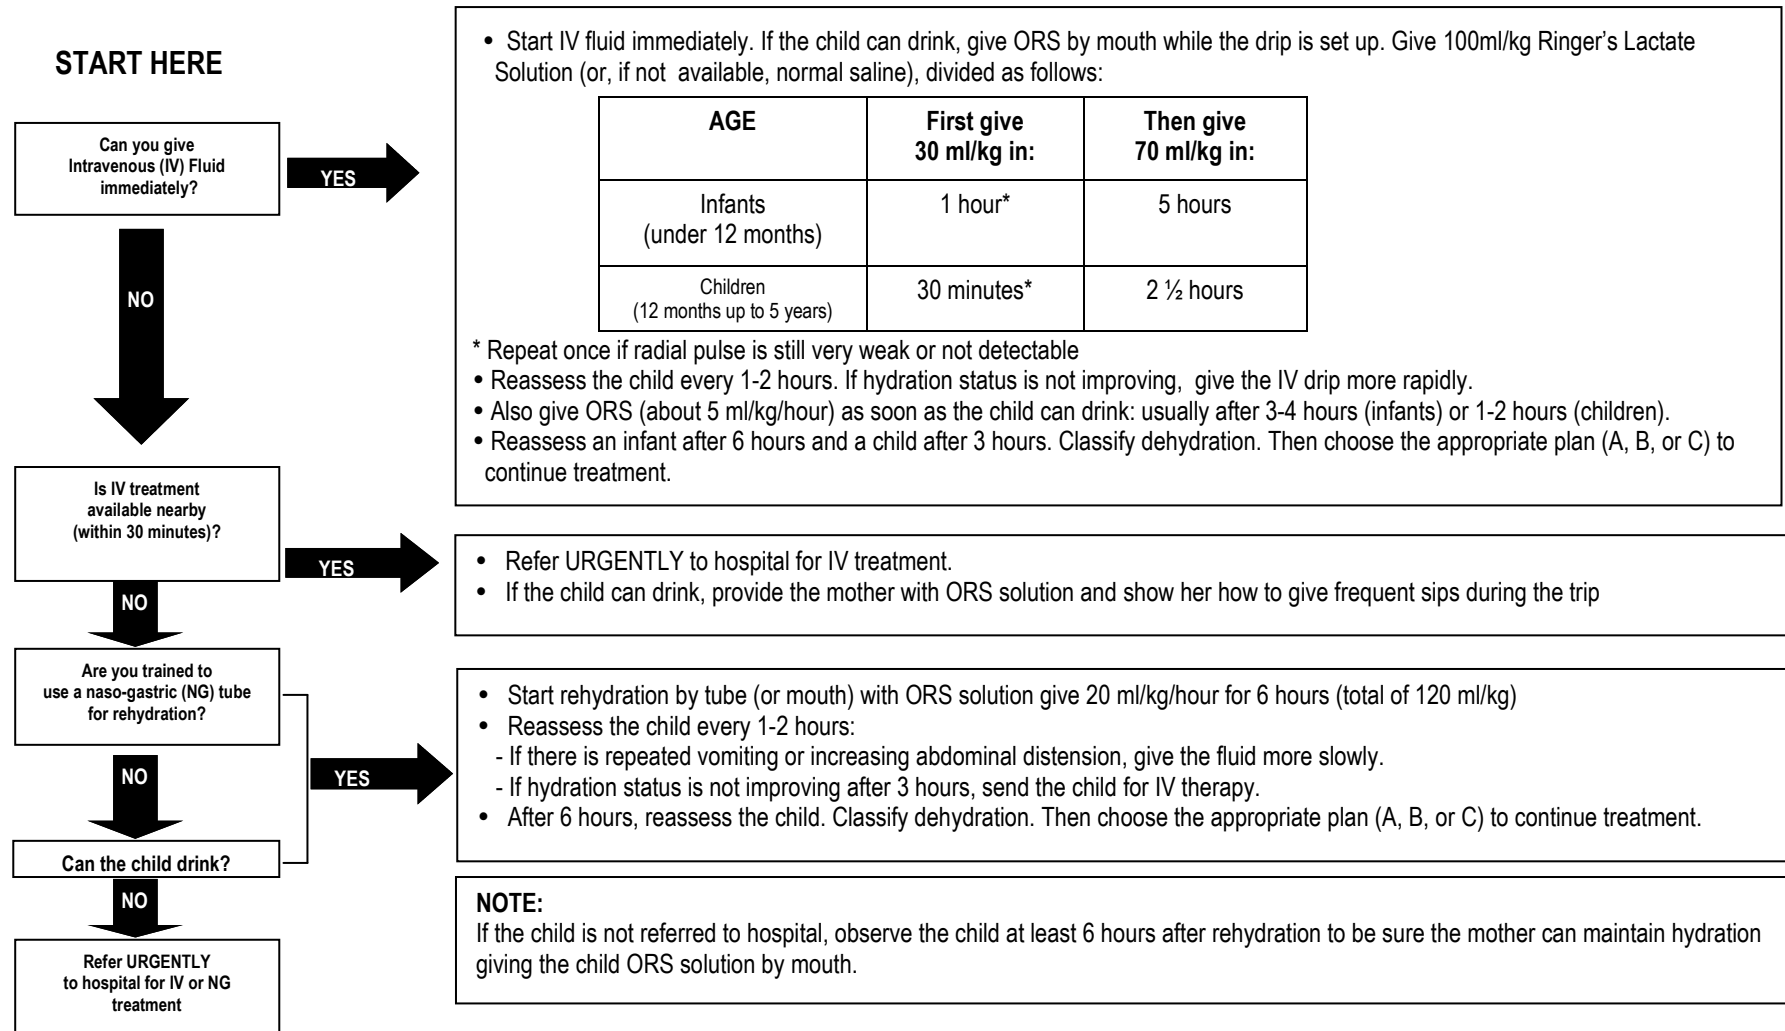 START HERE
Can you give
Intravenous (IV) Fluid
immediately?
YES
• Start IV fluid immediately. If the child can drink, give ORS by mouth while the drip is set up. Give 100ml/kg Ringer's Lactate
Solution (or, if not available, normal saline), divided as follows:
AGE
First give
30 ml/kg in:
Then give
70 ml/kg in:
Infants
(under 12 months)
1 hour*
5 hours
Children
(12 months up to 5 years)
30 minutes*
2 ½ hours
* Repeat once if radial pulse is still very weak or not detectable
• Reassess the child every 1-2 hours. If hydration status is not improving, give the IV drip more rapidly.
• Also give ORS (about 5 ml/kg/hour) as soon as the child can drink: usually after 3-4 hours (infants) or 1-2 hours (children).
• Reassess an infant after 6 hours and a child after 3 hours. Classify dehydration. Then choose the appropriate plan (A, B, or C) to
continue treatment.
NO
Is IV treatment
available nearby
(within 30 minutes)?
YES
• Refer URGENTLY to hospital for IV treatment.
• If the child can drink, provide the mother with ORS solution and show her how to give frequent sips during the trip
NO
Are you trained to
use a naso-gastric (NG) tube
for rehydration?
NO
YES
• Start rehydration by tube (or mouth) with ORS solution give 20 ml/kg/hour for 6 hours (total of 120 ml/kg)
• Reassess the child every 1-2 hours:
- If there is repeated vomiting or increasing abdominal distension, give the fluid more slowly.
- If hydration status is not improving after 3 hours, send the child for IV therapy.
• After 6 hours, reassess the child. Classify dehydration. Then choose the appropriate plan (A, B, or C) to continue treatment.
Can the child drink?
NO
Refer URGENTLY
to hospital for IV or NG
treatment
NOTE:
If the child is not referred to hospital, observe the child at least 6 hours after rehydration to be sure the mother can maintain hydration
giving the child ORS solution by mouth.